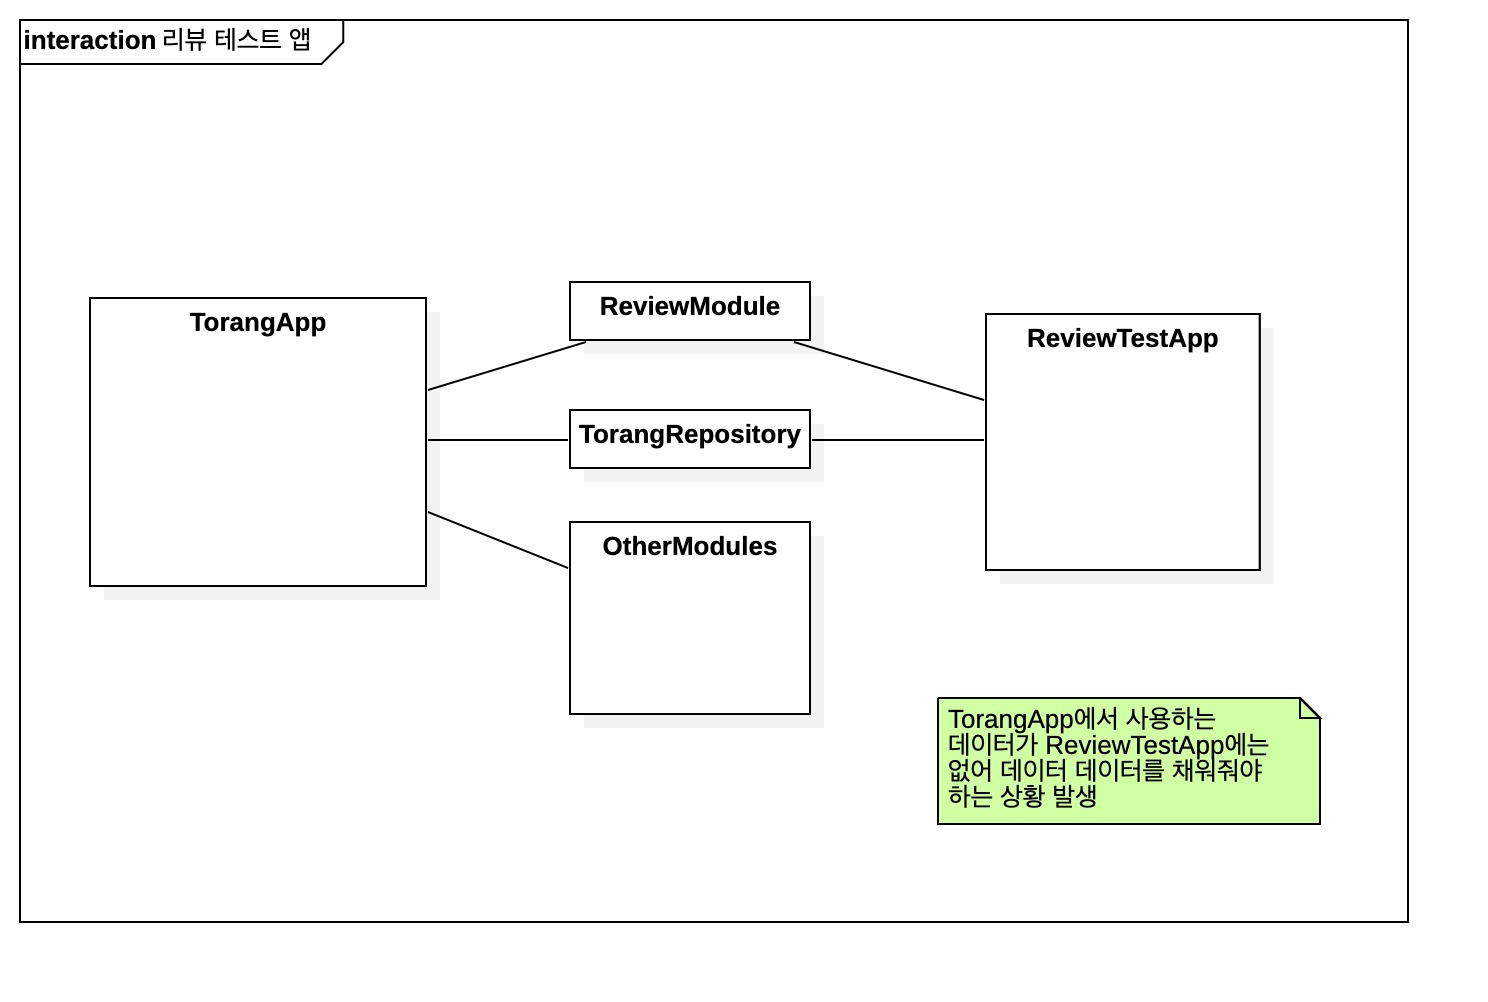 interaction 리뷰 테스트 앱
ReviewModule
TorangApp
ReviewTestApp
TorangRepository
OtherModules
TorangApp에서 사용하는
데이터가 ReviewTestApp에는
없어 데이터 데이터를 채워줘야
하는 상황 발생